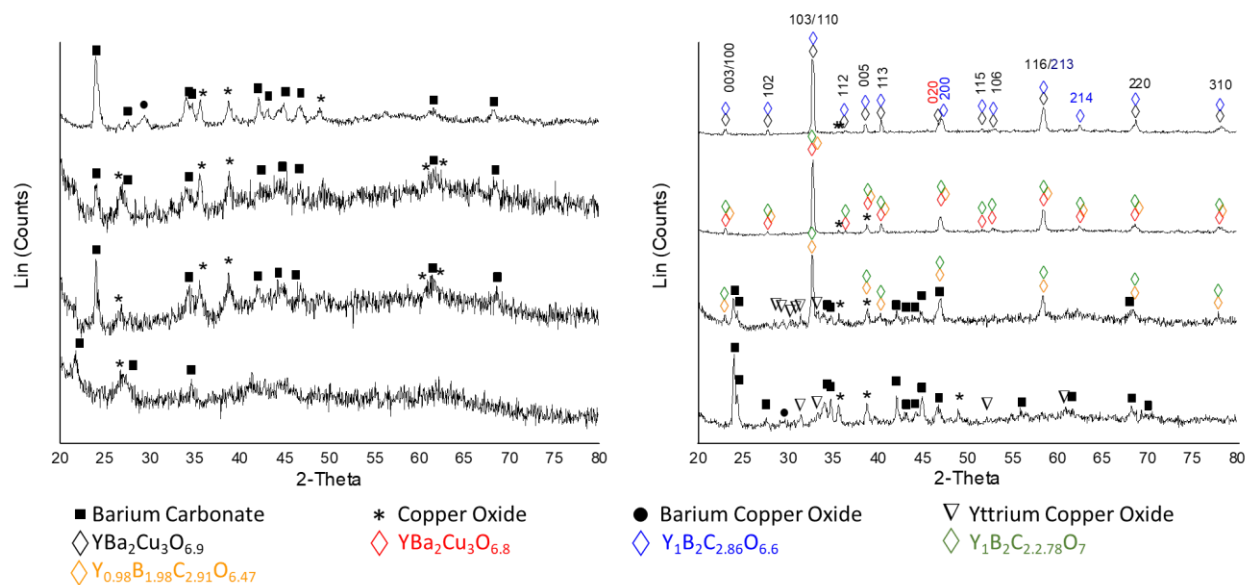 Lin (Counts)
20 25 30 35 40 45 50 55 60 65 70 75 80
2-Theta
003/100
102
103/110
112
005
113
020
200
115
106
116/213
214
220
310
Lin (Counts)
20 25 30 35 40 45 50 55 60 65 70 75 80
2-Theta
■ Barium Carbonate
* Copper Oxide
● Barium Copper Oxide
▽ Yttrium Copper Oxide
◇ YBa₂Cu₃O₆.₉
◇ YBa₂Cu₃O₆.₈
◇ Y₁B₂C₂.₈₆O₆.₆
◇ Y₁B₂C₂.₂.₇₈O₇
◇ Y₀.₉₈B₁.₉₈C₂.₉₁O₆.₄₇